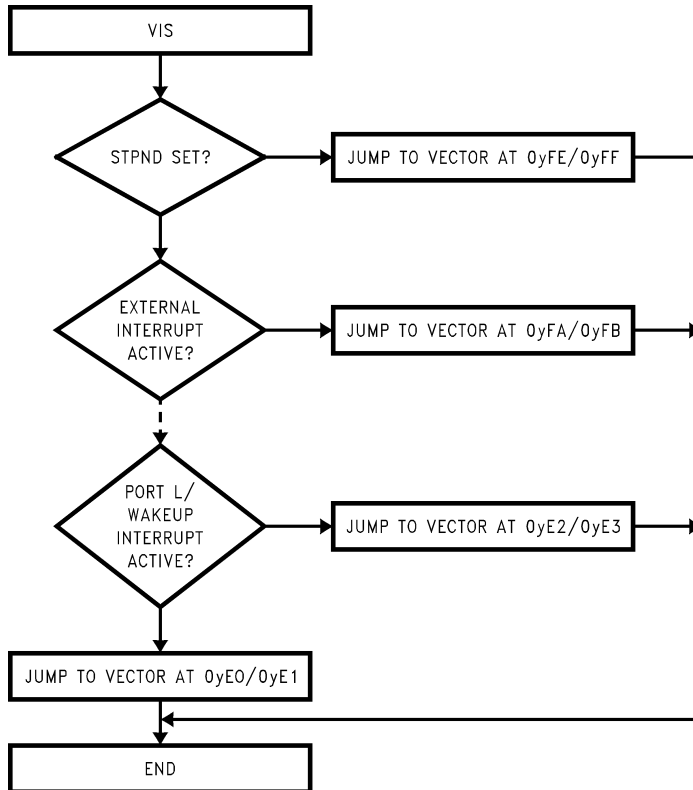 VIS
STPND SET?
JUMP TO VECTOR AT 0yFE/0yFF
EXTERNAL
INTERRUPT
ACTIVE?
JUMP TO VECTOR AT 0yFA/0yFB
PORT L/
WAKEUP
INTERRUPT
ACTIVE?
JUMP TO VECTOR AT 0yE2/0yE3
JUMP TO VECTOR AT 0yE0/0yE1
END